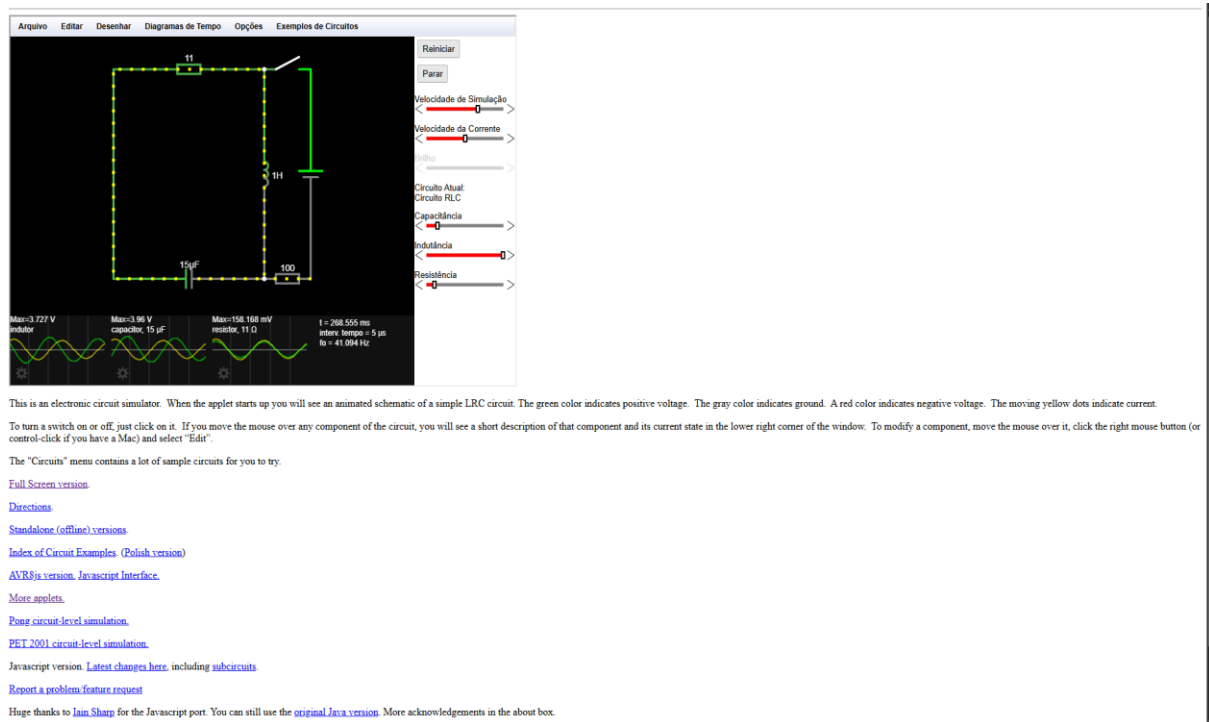 Arquivo Editar Desenhar Diagramas de Tempo Opções Exemplos de Circuitos
11
1H
15µF
100
Reiniciar
Parar
Velocidade de Simulação
Velocidade da Corrente
Brilho
Circuito Atual:
Circuito RLC
Capacitância
Indutância
Resistência
Max=3.727 V
indutor
Max=3.96 V
capacitor, 15 µF
Max=158.168 mV
resistor, 11 Ω
t = 268.555 ms
interv. tempo = 5 µs
fo = 41.094 Hz
This is an electronic circuit simulator. When the applet starts up you will see an animated schematic of a simple LRC circuit. The green color indicates positive voltage. The gray color indicates ground. A red color indicates negative voltage. The moving yellow dots indicate current.
To turn a switch on or off, just click on it. If you move the mouse over any component of the circuit, you will see a short description of that component and its current state in the lower right corner of the window. To modify a component, move the mouse over it, click the right mouse button (or
control-click if you have a Mac) and select “Edit”.
The "Circuits" menu contains a lot of sample circuits for you to try.
Full Screen version.
Directions.
Standalone (offline) versions.
Index of Circuit Examples. (Polish version)
AVR8js version. Javascript Interface.
More applets.
Pong circuit-level simulation.
PET 2001 circuit-level simulation.
Javascript version. Latest changes here, including subcircuits.
Report a problem/feature request
Huge thanks to Iain Sharp for the Javascript port. You can still use the original Java version. More acknowledgements in the about box.